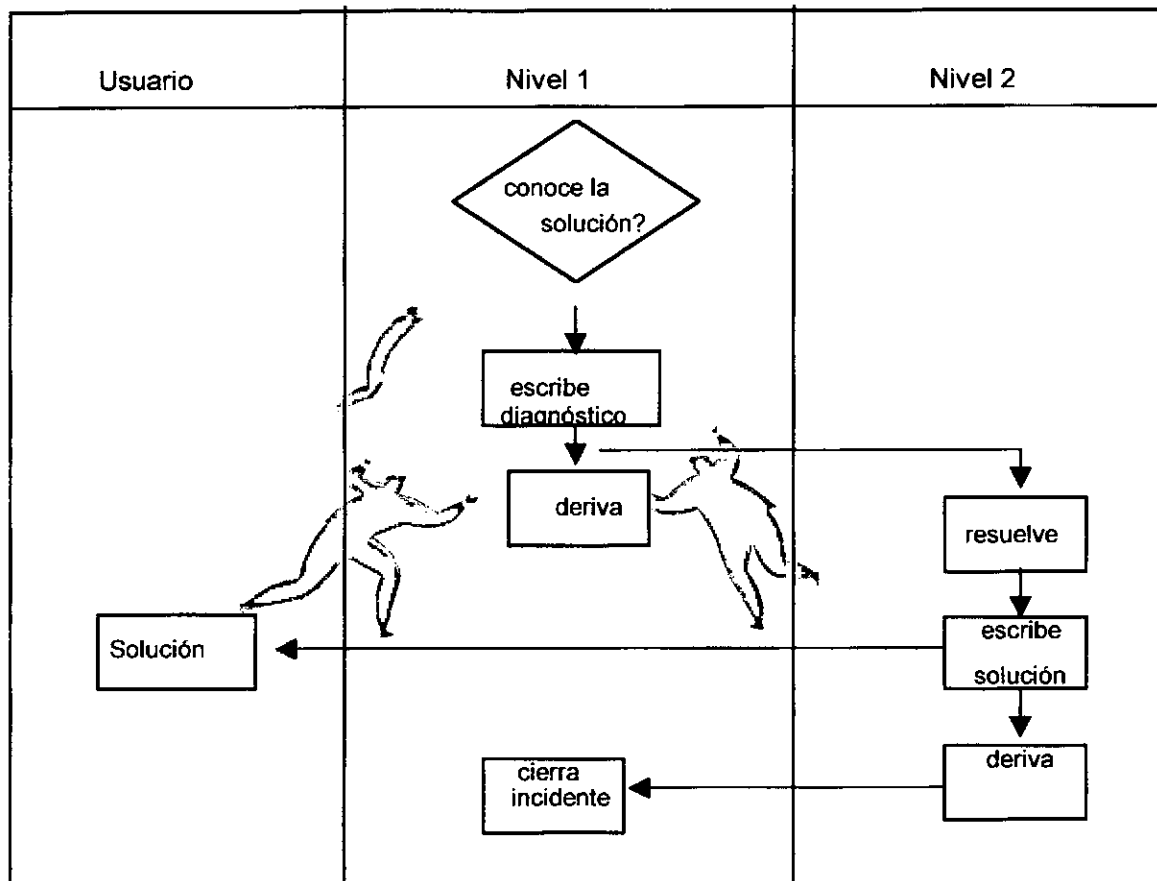 Usuario
Nivel 1
Nivel 2
conoce la
solución?
escribe
diagnóstico
deriva
resuelve
Solución
escribe
solución
deriva
cierra
incidente